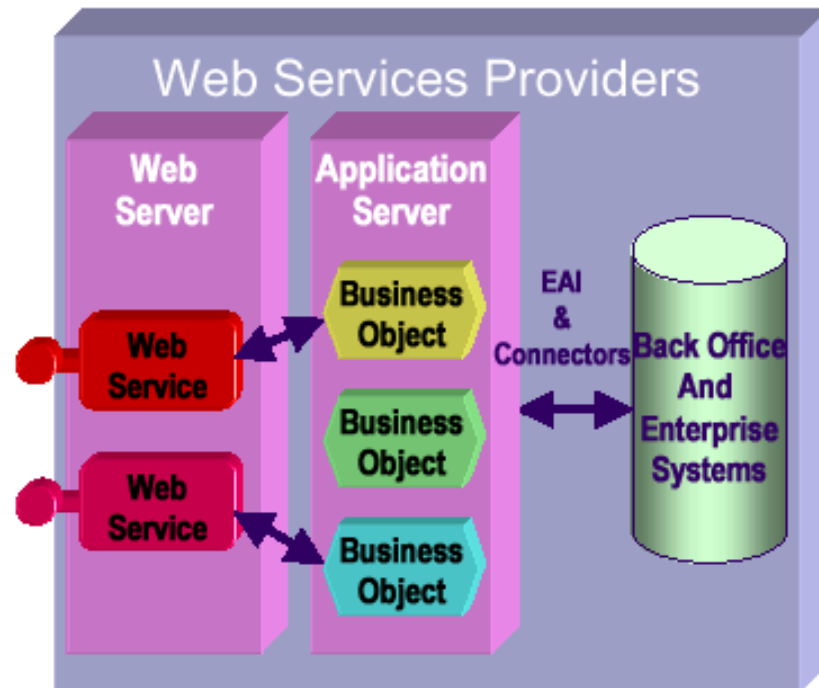 Web Services Providers
Web
Server
Application
Server
Web
Service
Web
Service
Business
Object
Business
Object
Business
Object
EAI
&
Connectors
Back Office
And
Enterprise
Systems